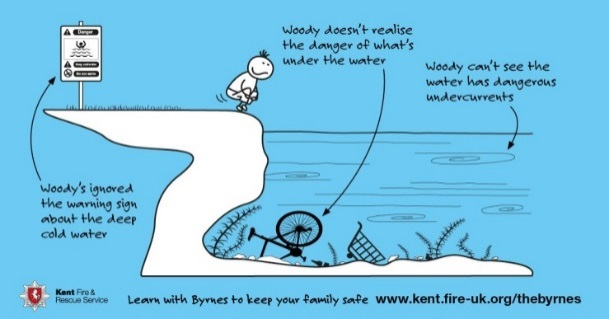 Danger
Woody doesn't realise
the danger of what's
under the water
Woody can't see the
water has dangerous
undercurrents
Woody's ignored
the warning sign
about the deep
cold water
Kent Fire &
Rescue Service
Learn with Byrnes to keep your family safe www.kent.fire-uk.org/thebyrnes